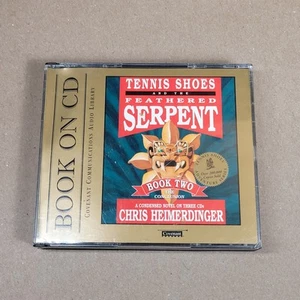 BOOK ON CD
COVENANT COMMUNICATIONS AUDIO LIBRARY
TENNIS SHOES
AND THE
FEATHERED
SERPENT
BOOK TWO
A CONDENSED NOVEL ON THREE CDs
CHRIS HEIMERDINGER
Covenant